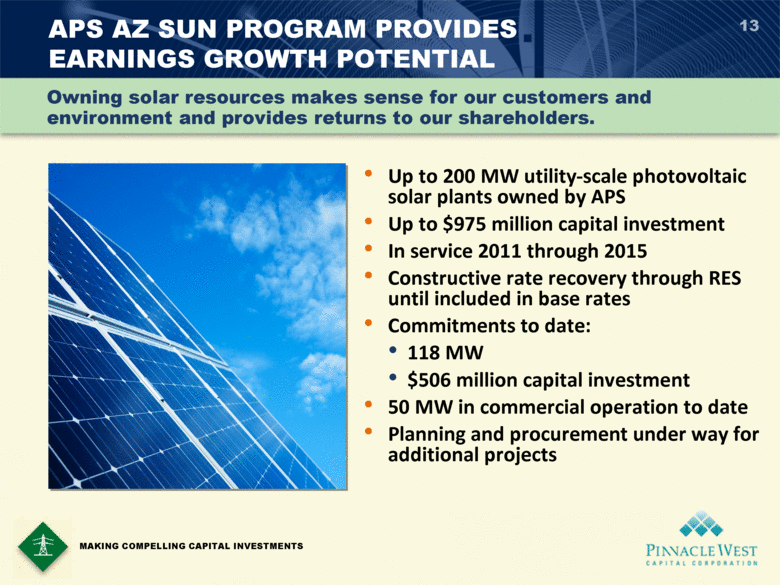 APS AZ SUN PROGRAM PROVIDES
EARNINGS GROWTH POTENTIAL
13
Owning solar resources makes sense for our customers and
environment and provides returns to our shareholders.
• Up to 200 MW utility-scale photovoltaic
solar plants owned by APS
• Up to $975 million capital investment
• In service 2011 through 2015
• Constructive rate recovery through RES
until included in base rates
• Commitments to date:
• 118 MW
• $506 million capital investment
• 50 MW in commercial operation to date
• Planning and procurement under way for
additional projects
MAKING COMPELLING CAPITAL INVESTMENTS
PINNACLE WEST
CAPITAL CORPORATION